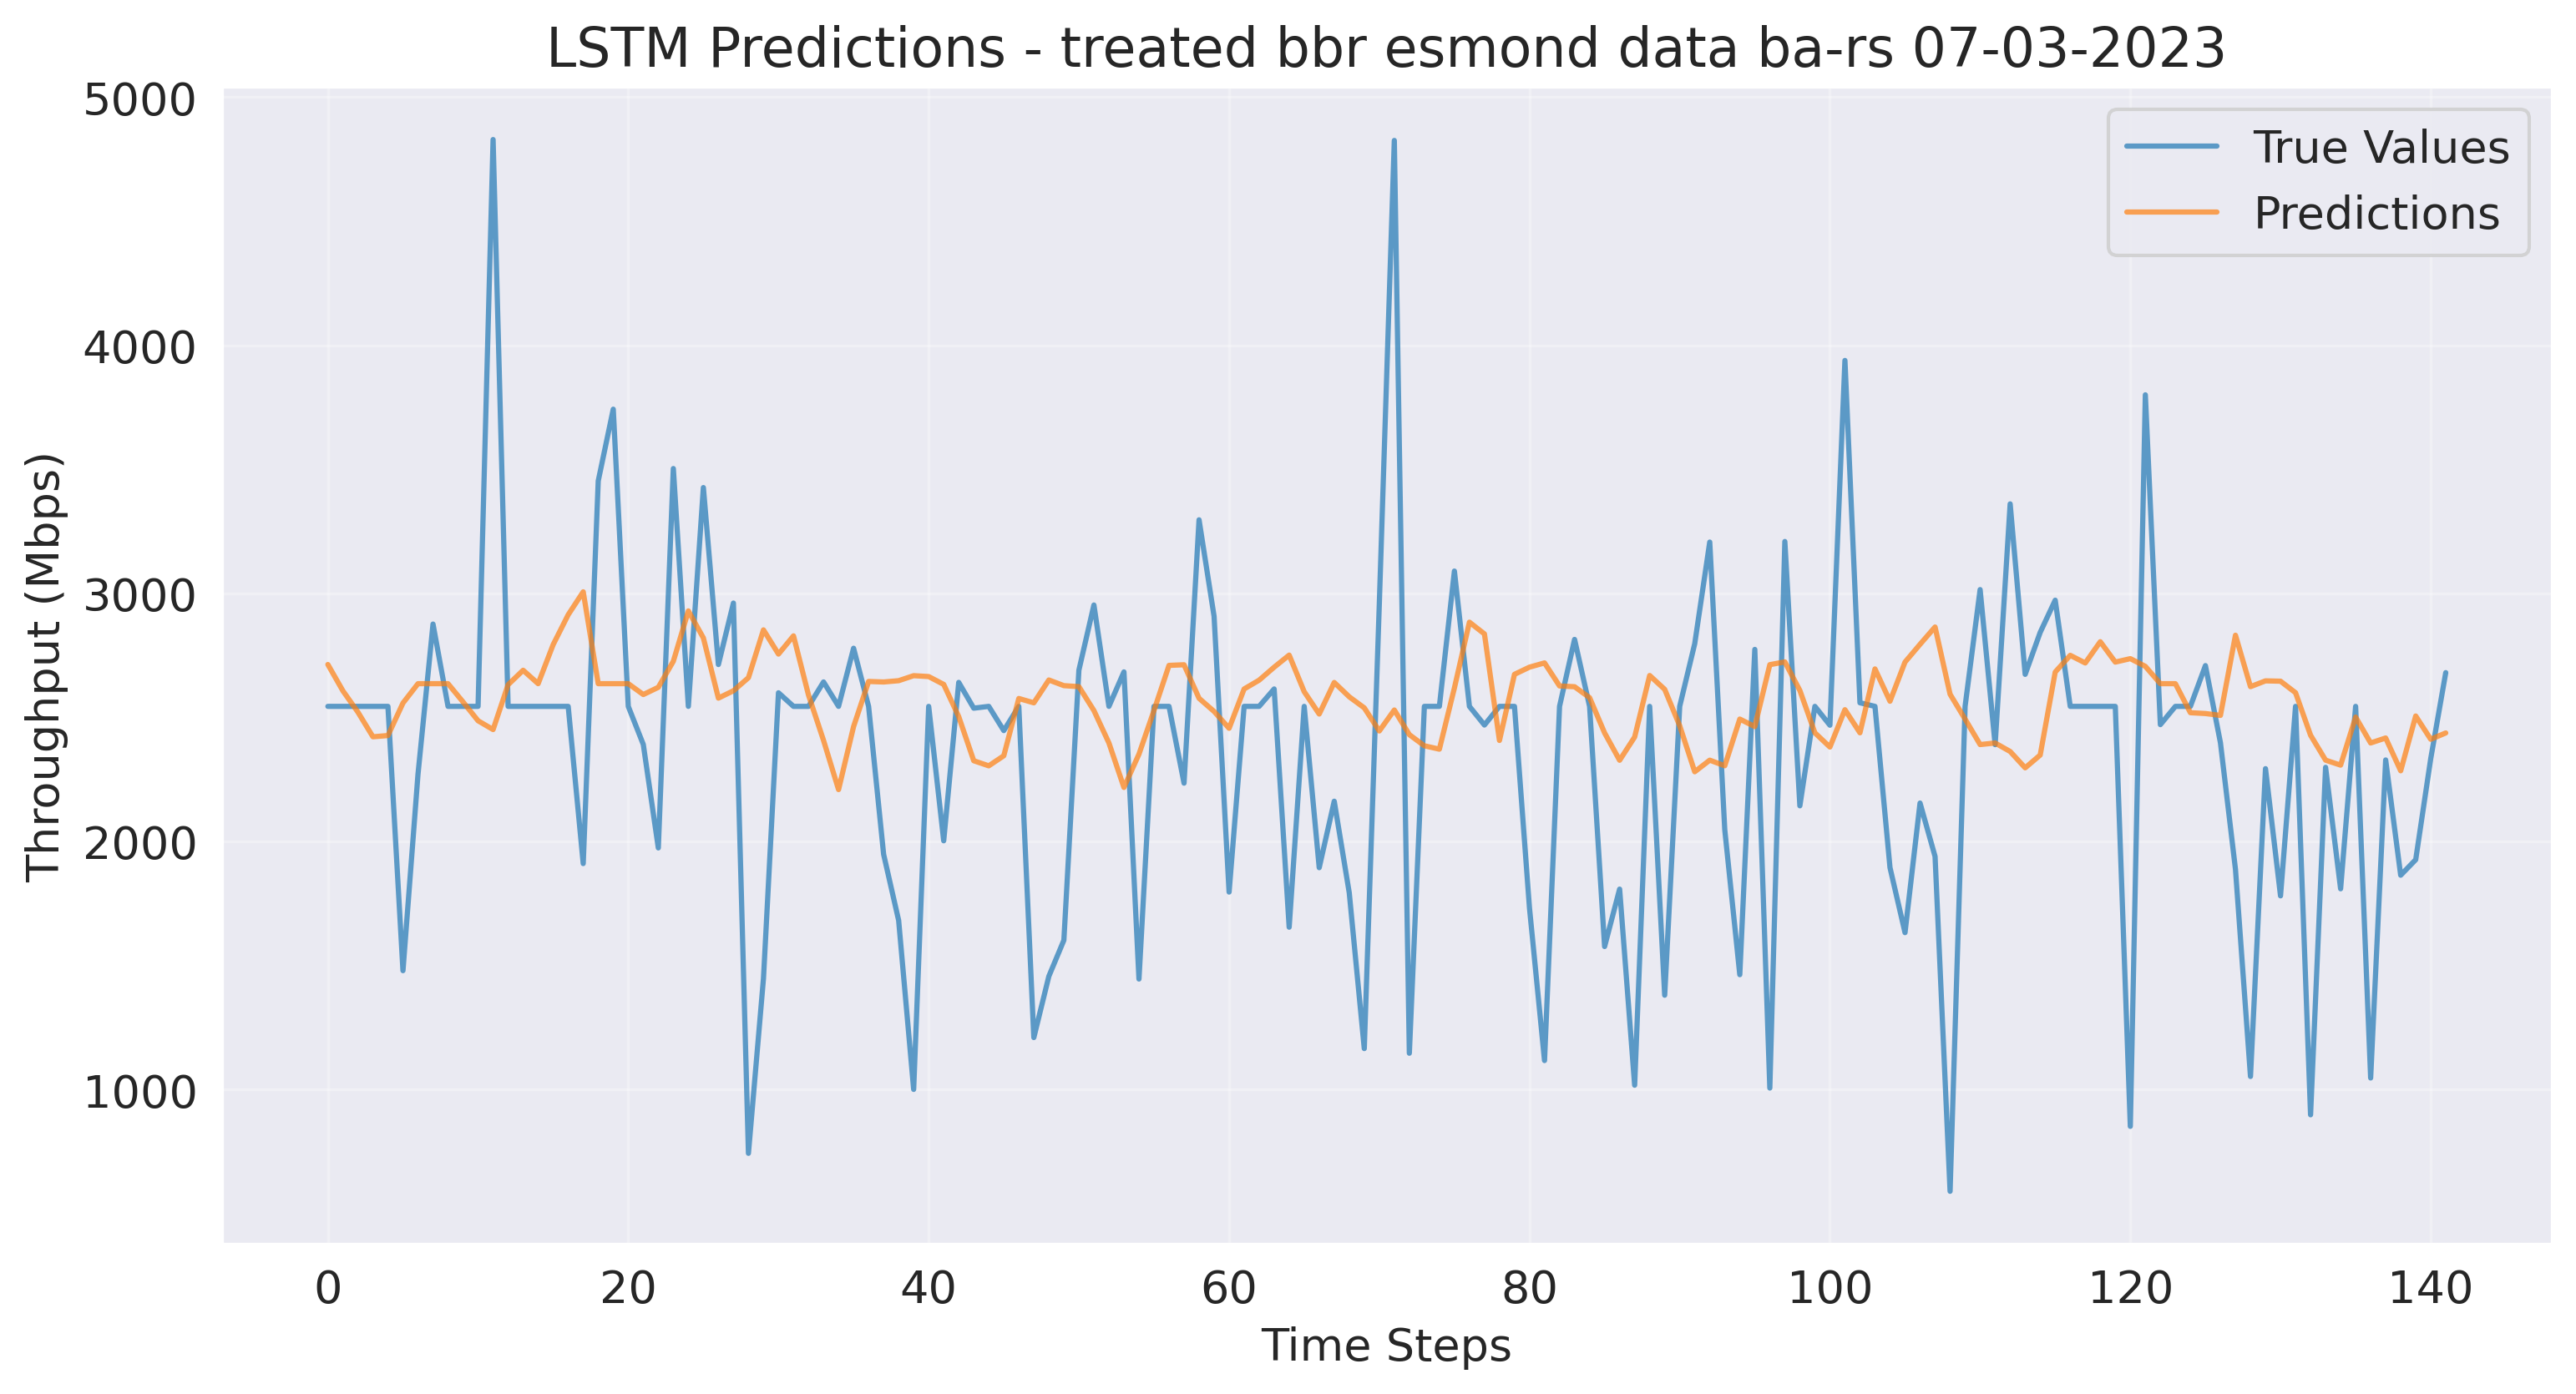 LSTM Predictions - treated bbr esmond data ba-rs 07-03-2023
5000
4000
3000
2000
1000
Throughput (Mbps)
True Values
Predictions
0 20 40 60 80 100 120 140
Time Steps